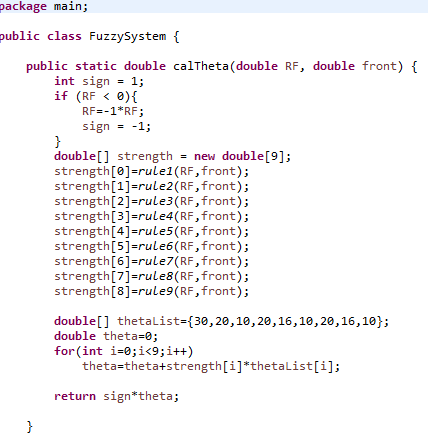 package main;
public class FuzzySystem {
public static double calTheta(double RF, double front) {
int sign = 1;
if (RF < 0){
RF=-1*RF;
sign = -1;
}
double[] strength = new double[9];
strength[0]=rule1(RF,front);
strength[1]=rule2(RF,front);
strength[2]=rule3(RF,front);
strength[3]=rule4(RF,front);
strength[4]=rule5(RF,front);
strength[5]=rule6(RF,front);
strength[6]=rule7(RF,front);
strength[7]=rule8(RF,front);
strength[8]=rule9(RF,front);
double[] thetaList={30,20,10,20,16,10,20,16,10};
double theta=0;
for(int i=0;i<9;i++)
theta=theta+strength[i]*thetaList[i];
return sign*theta;
}